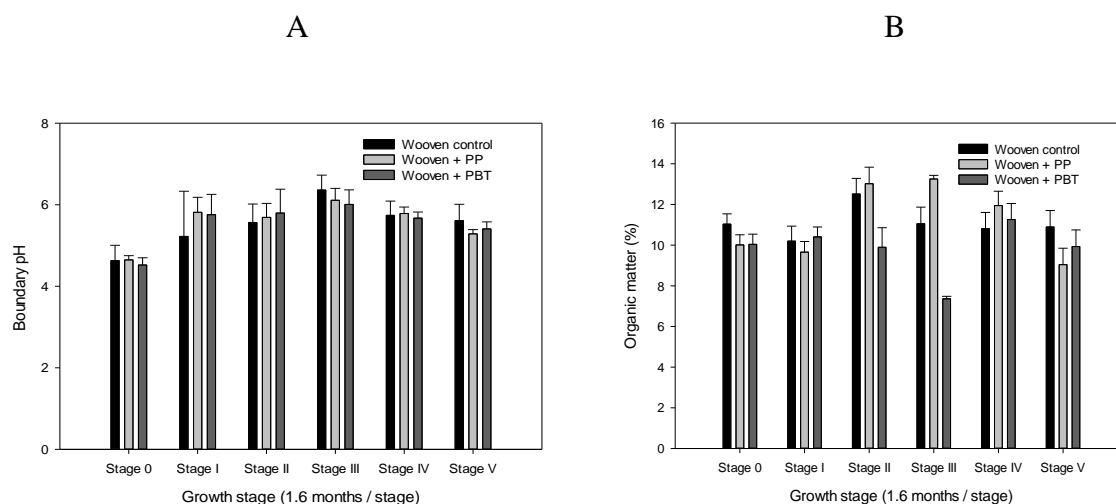 A
B
8
6
4
2
0
Boundary pH
Wooven control
Wooven + PP
Wooven + PBT
Stage 0 Stage I Stage II Stage III Stage IV Stage V
Growth stage (1.6 months / stage)
16
14
12
10
8
6
4
2
0
Organic matter (%)
Wooven control
Wooven + PP
Wooven + PBT
Stage 0 Stage I Stage II Stage III Stage IV Stage V
Growth stage (1.6 months / stage)